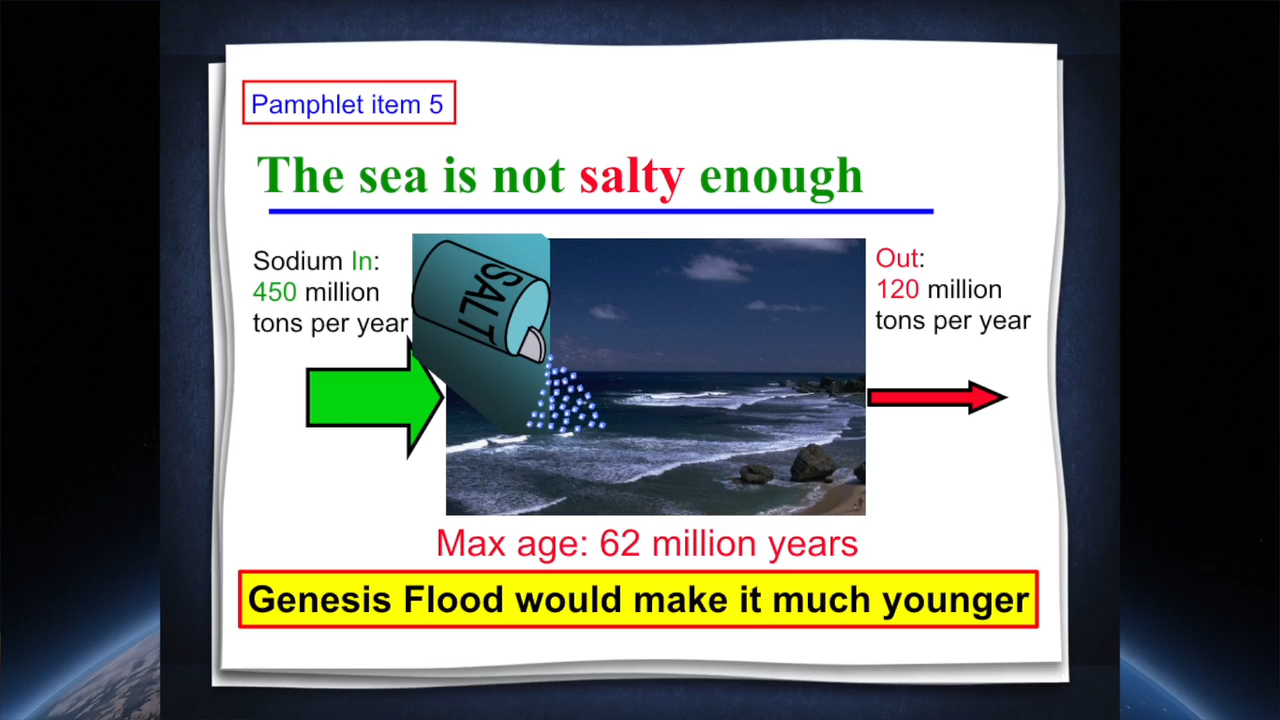 Pamphlet item 5
The sea is not salty enough
Sodium In:
450 million
tons per year
SALT
Out:
120 million
tons per year
Max age: 62 million years
Genesis Flood would make it much younger